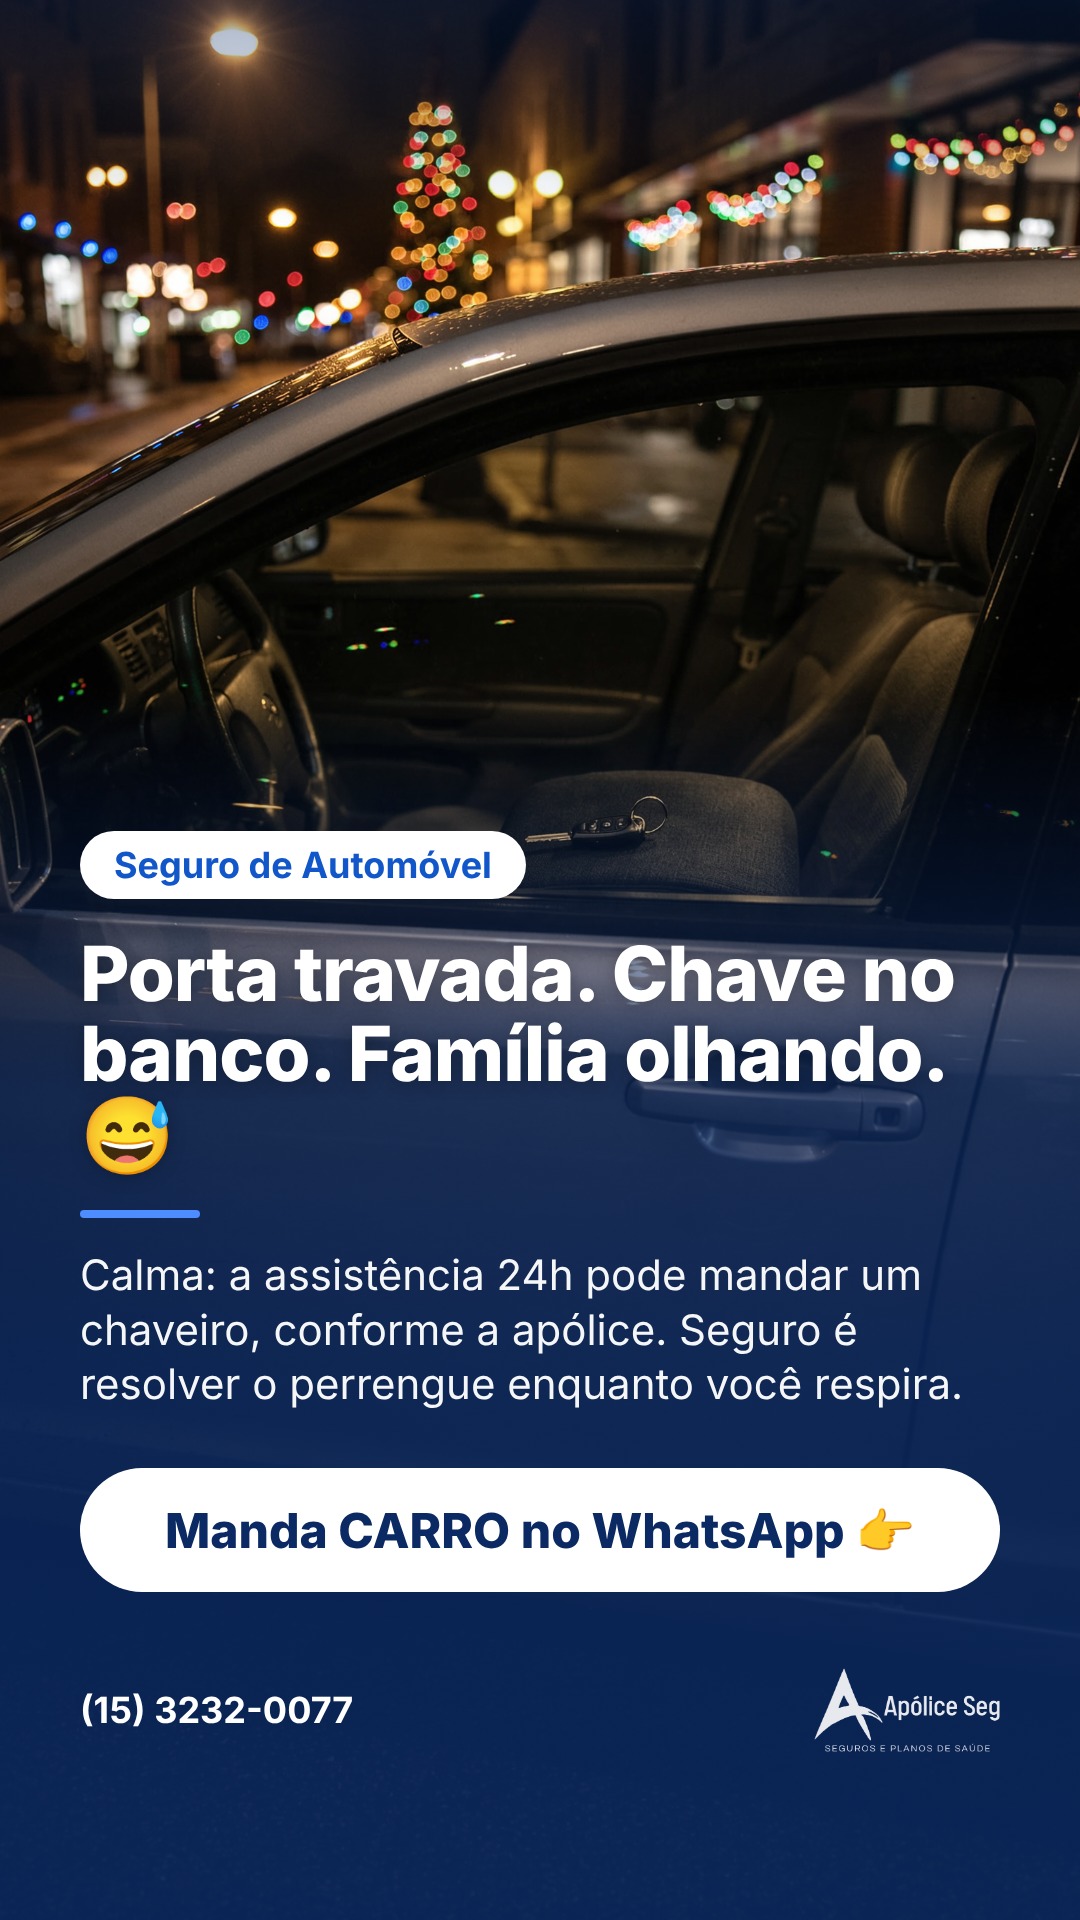 Seguro de Automóvel
Porta travada. Chave no
banco. Família olhando.
😅
Calma: a assistência 24h pode mandar um
chaveiro, conforme a apólice. Seguro é
resolver o perrengue enquanto você respira.
Manda CARRO no WhatsApp 👉
(15) 3232-0077
Apólice Seg
SEGUROS E PLANOS DE SAÚDE